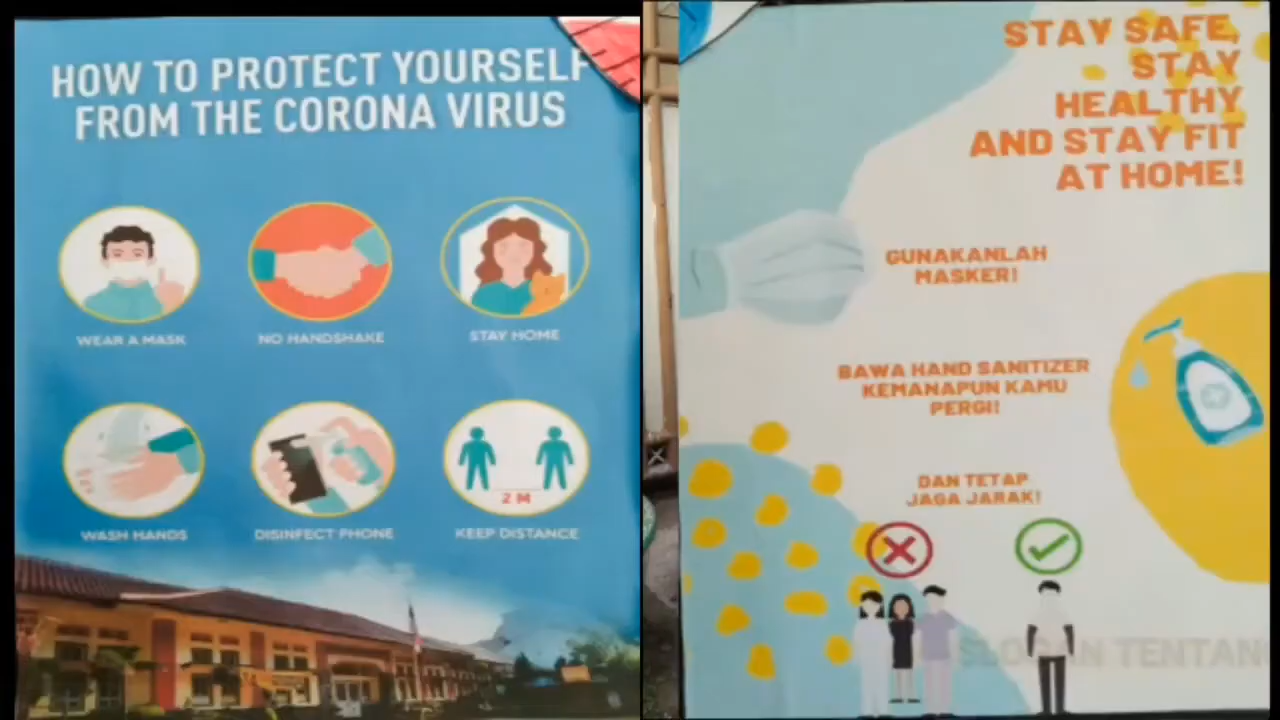 HOW TO PROTECT YOURSELF
FROM THE CORONA VIRUS
WEAR A MASK
NO HANDSHAKE
STAY HOME
WASH HANDS
DISINFECT PHONE
2 M
KEEP DISTANCE
STAY SAFE,
STAY
HEALTHY
AND STAY FIT
AT HOME!
GUNAKANLAH
MASKER!
BAWA HAND SANITIZER
KEMANAPUN KAMU
PERGI!
DAN TETAP
JAGA JARAK!
SLOGAN TENTANG